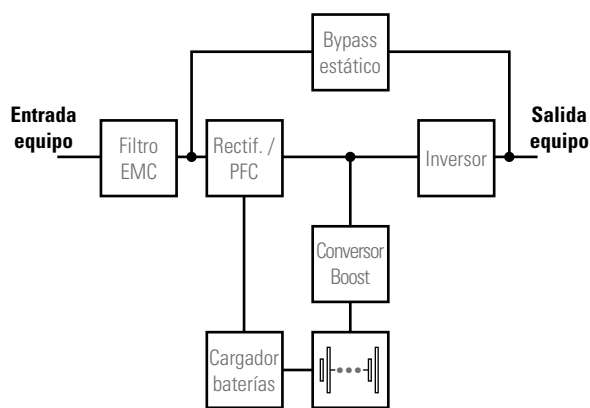 Bypass
estático
Entrada
equipo
Filtro
EMC
Rectif. /
PFC
Inversor
Salida
equipo
Conversor
Boost
Cargador
baterías